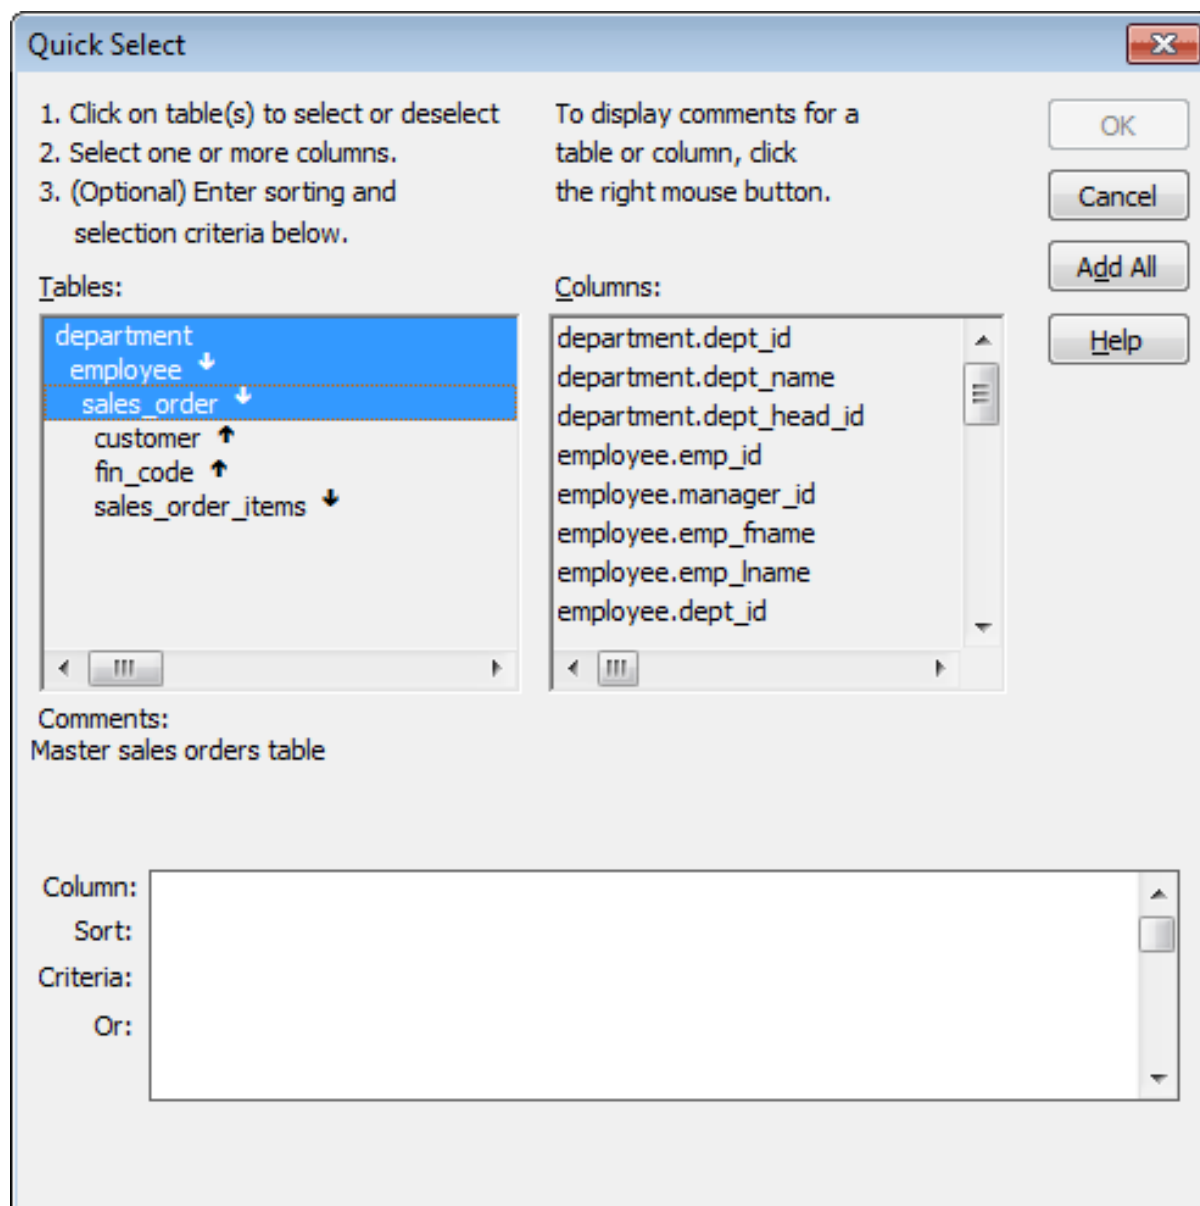 Quick Select
1. Click on table(s) to select or deselect
2. Select one or more columns.
3. (Optional) Enter sorting and
selection criteria below.
To display comments for a
table or column, click
the right mouse button.
OK
Cancel
Add All
Help
Tables:
department
employee
sales_order
customer
fin_code
sales_order_items
Columns:
department.dept_id
department.dept_name
department.dept_head_id
employee.emp_id
employee.manager_id
employee.emp_fname
employee.emp_lname
employee.dept_id
Comments:
Master sales orders table
Column:
Sort:
Criteria:
Or: